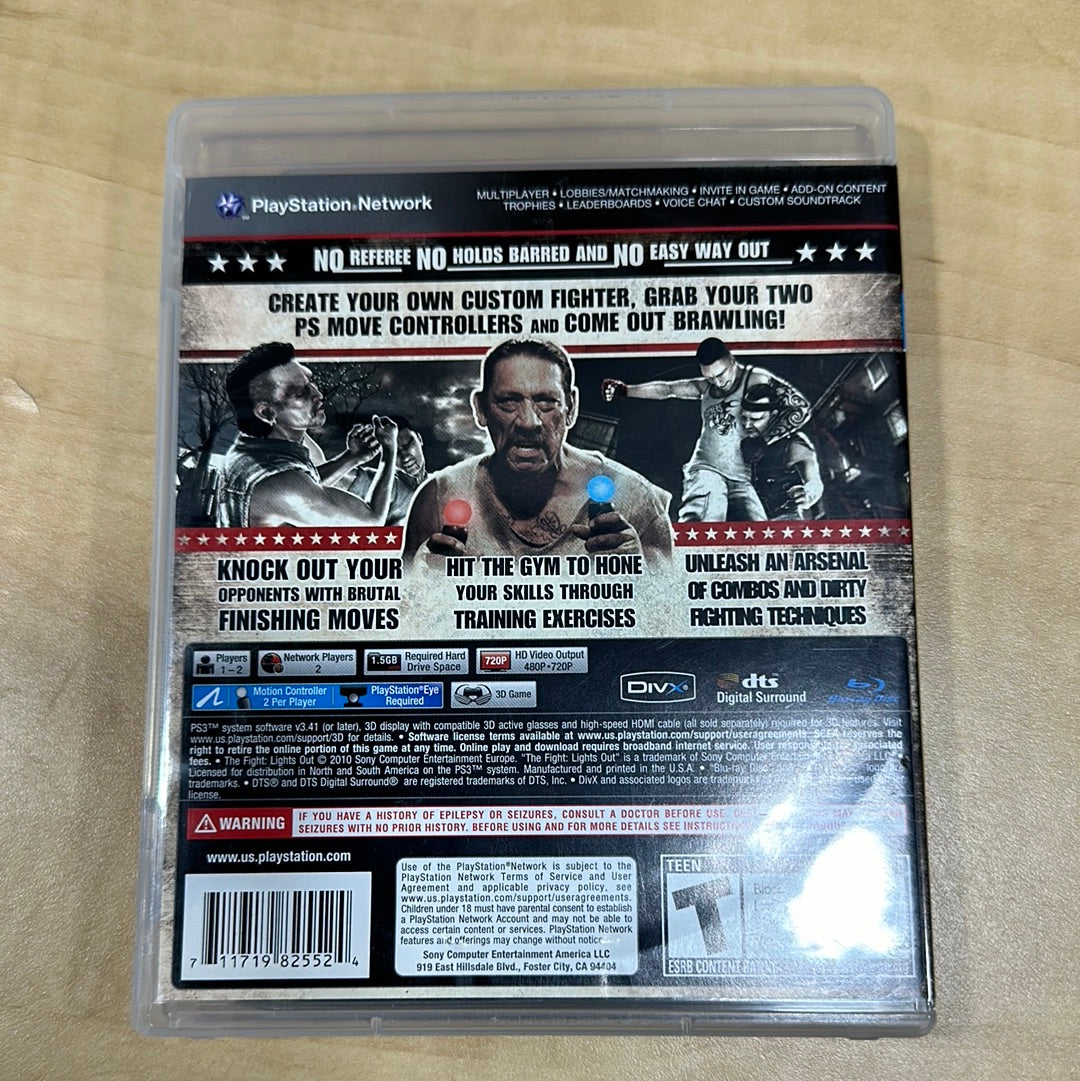 PlayStation®Network
MULTIPLAYER • LOBBIES/MATCHMAKING • INVITE IN GAME • ADD-ON CONTENT
TROPHIES • LEADERBOARDS • VOICE CHAT • CUSTOM SOUNDTRACK
NO REFEREE NO HOLDS BARRED AND NO EASY WAY OUT
CREATE YOUR OWN CUSTOM FIGHTER, GRAB YOUR TWO
PS MOVE CONTROLLERS AND COME OUT BRAWLING!
KNOCK OUT YOUR
OPPONENTS WITH BRUTAL
FINISHING MOVES
HIT THE GYM TO HONE
YOUR SKILLS THROUGH
TRAINING EXERCISES
UNLEASH AN ARSENAL
OF COMBOS AND DIRTY
FIGHTING TECHNIQUES
Players
1–2
Network Players
2
1.5GB
Required Hard
Drive Space
720P
HD Video Output
480P•720P
Motion Controller
2 Per Player
PlayStation®Eye
Required
3D Game
DIVX
dts
Digital Surround
PS3™ system software v3.41 (or later), 3D display with compatible 3D active glasses and high-speed HDMI cable (all sold separately) required for 3D features. Visit
www.us.playstation.com/support/3D for details. • Software license terms available at www.us.playstation.com/support/useragreements. SCEA reserves the
right to retire the online portion of this game at any time. Online play and download requires broadband internet service. User associated
fees. • The Fight: Lights Out © 2010 Sony Computer Entertainment Europe. "The Fight: Lights Out" is a trademark of Sony Computer LLC
Licensed for distribution in North and South America on the PS3™ system. Manufactured and printed in the U.S.A. • "Blu-ray Disc"
trademarks. • DTS® and DTS Digital Surround® are registered trademarks of DTS, Inc. • DivX and associated logos are used
license.
WARNING
IF YOU HAVE A HISTORY OF EPILEPSY OR SEIZURES, CONSULT A DOCTOR BEFORE USE. MAY
SEIZURES WITH NO PRIOR HISTORY. BEFORE USING AND FOR MORE DETAILS SEE
www.us.playstation.com
7 11719 82552 4
Use of the PlayStation®Network is subject to the
PlayStation Network Terms of Service and User
Agreement and applicable privacy policy, see
www.us.playstation.com/support/useragreements.
Children under 18 must have parental consent to establish
a PlayStation Network Account and may not be able to
access certain content or services. PlayStation Network
features and offerings may change without notice.
Sony Computer Entertainment America LLC
919 East Hillsdale Blvd., Foster City, CA 94404
TEEN
T
ESRB CONTENT RATING